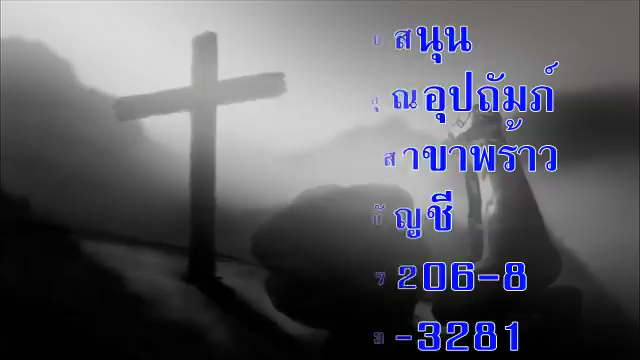 สนุน
ณอุปถัมภ์
สาขาพร้าว
ญชี
206-8
-3281